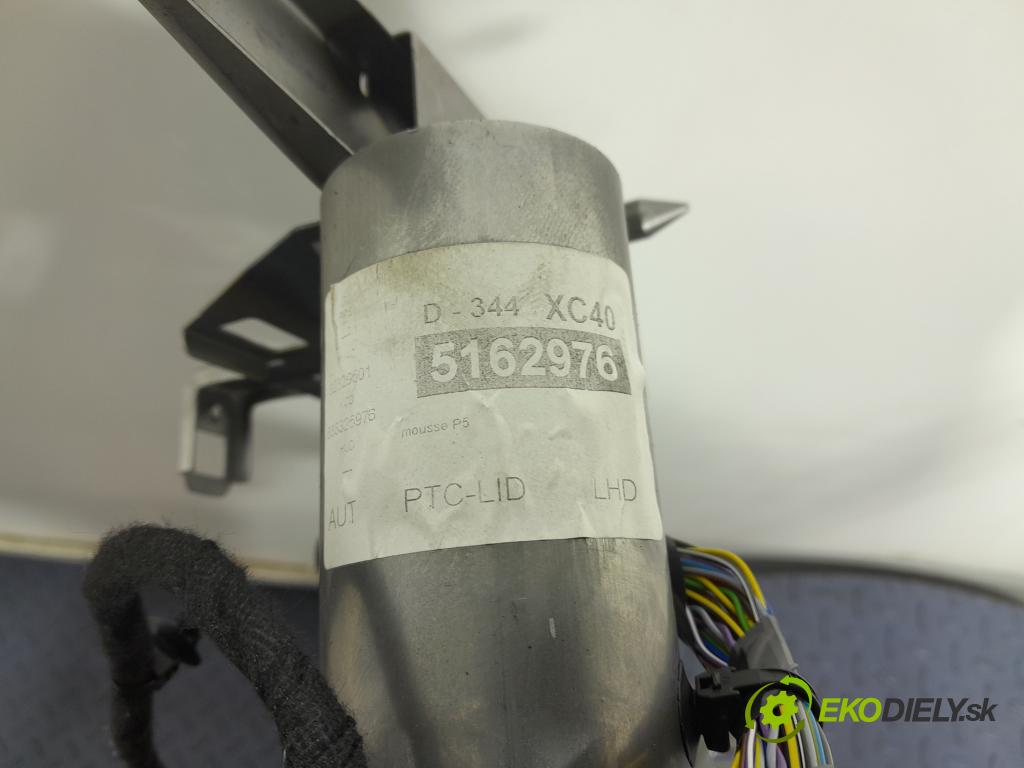 D - 344 XC40
5162976
mousse P5
AUT PTC-LID LHD
EKODIELY.sk